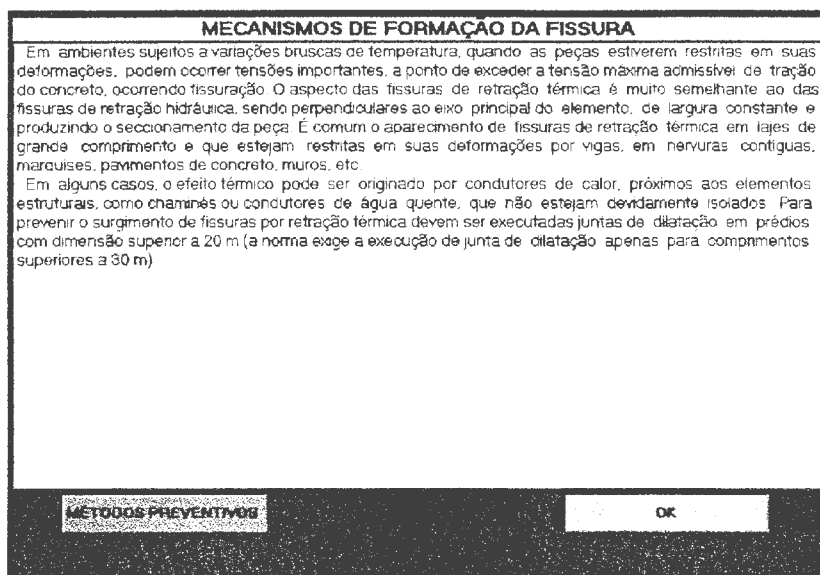 MECANISMOS DE FORMAÇÃO DA FISSURA
Em ambientes sujeitos a variações bruscas de temperatura, quando as peças estiverem restritas em suas
deformações, podem ocorrer tensões importantes, a ponto de exceder a tensão máxima admissível de tração
do concreto, ocorrendo fissuração. O aspecto das fissuras de retração térmica é muito semelhante ao das
fissuras de retração hidráulica, sendo perpendiculares ao eixo principal do elemento, de largura constante e
produzindo o seccionamento da peça. É comum o aparecimento de fissuras de retração térmica em lajes de
grande comprimento e que estejam restritas em suas deformações por vigas, em nervuras contíguas,
marquises, pavimentos de concreto, muros, etc.
Em alguns casos, o efeito térmico pode ser originado por condutores de calor, próximos aos elementos
estruturais, como chaminés ou condutores de água quente, que não estejam devidamente isolados. Para
prevenir o surgimento de fissuras por retração térmica devem ser executadas juntas de dilatação em prédios
com dimensão superior a 20 m (a norma exige a execução de junta de dilatação apenas para comprimentos
superiores a 30 m)
MÉTODOS PREVENTIVOS
OK